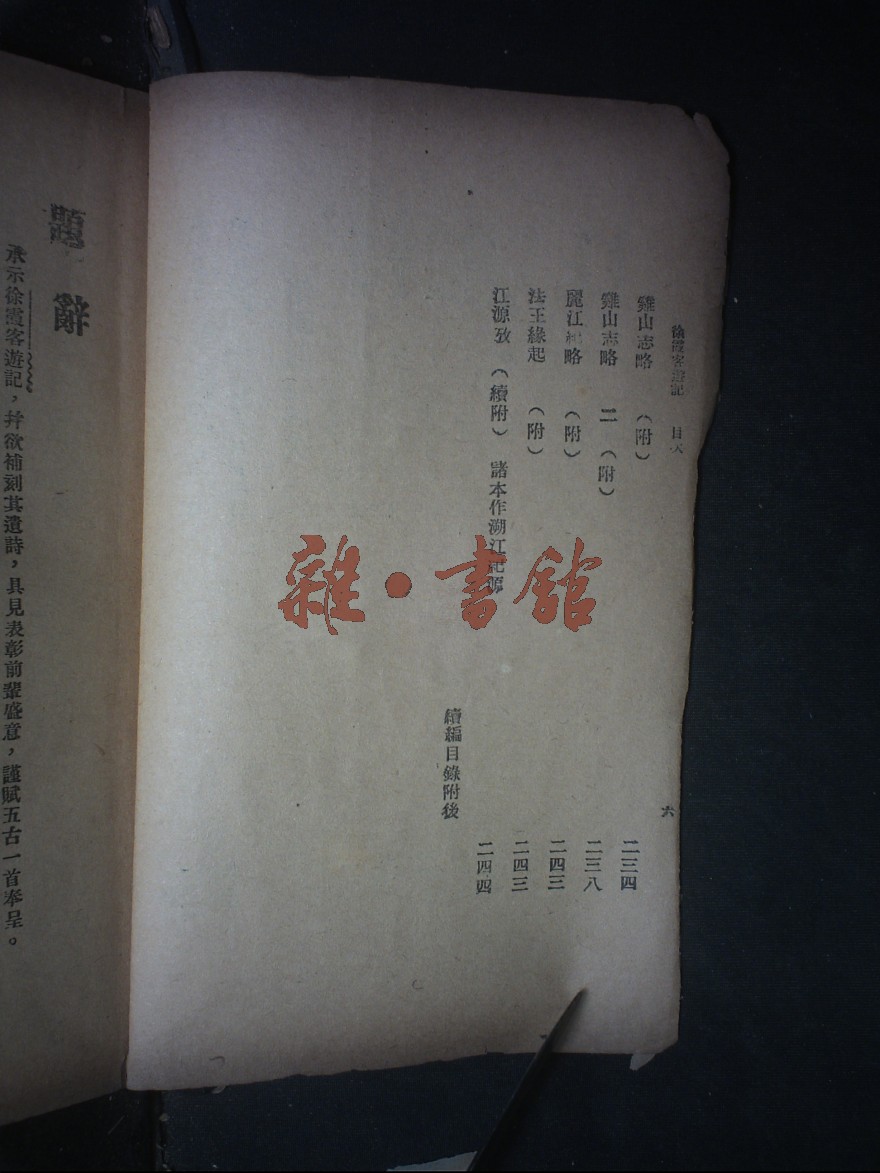 徐霞客遊記　目次
六
雞山志略　（附）　二三四
雞山志略　二　（附）　二三八
麗江紀略　（附）　二四三
法王緣起　（附）　二四三
江源攷　（續附）　諸本作溯江紀源　二四四
續編目錄附後
題辭
承示徐霞客遊記，幷欲補刻其遺詩，具見表彰前輩盛意，謹賦五古一首奉呈。
雜・書館